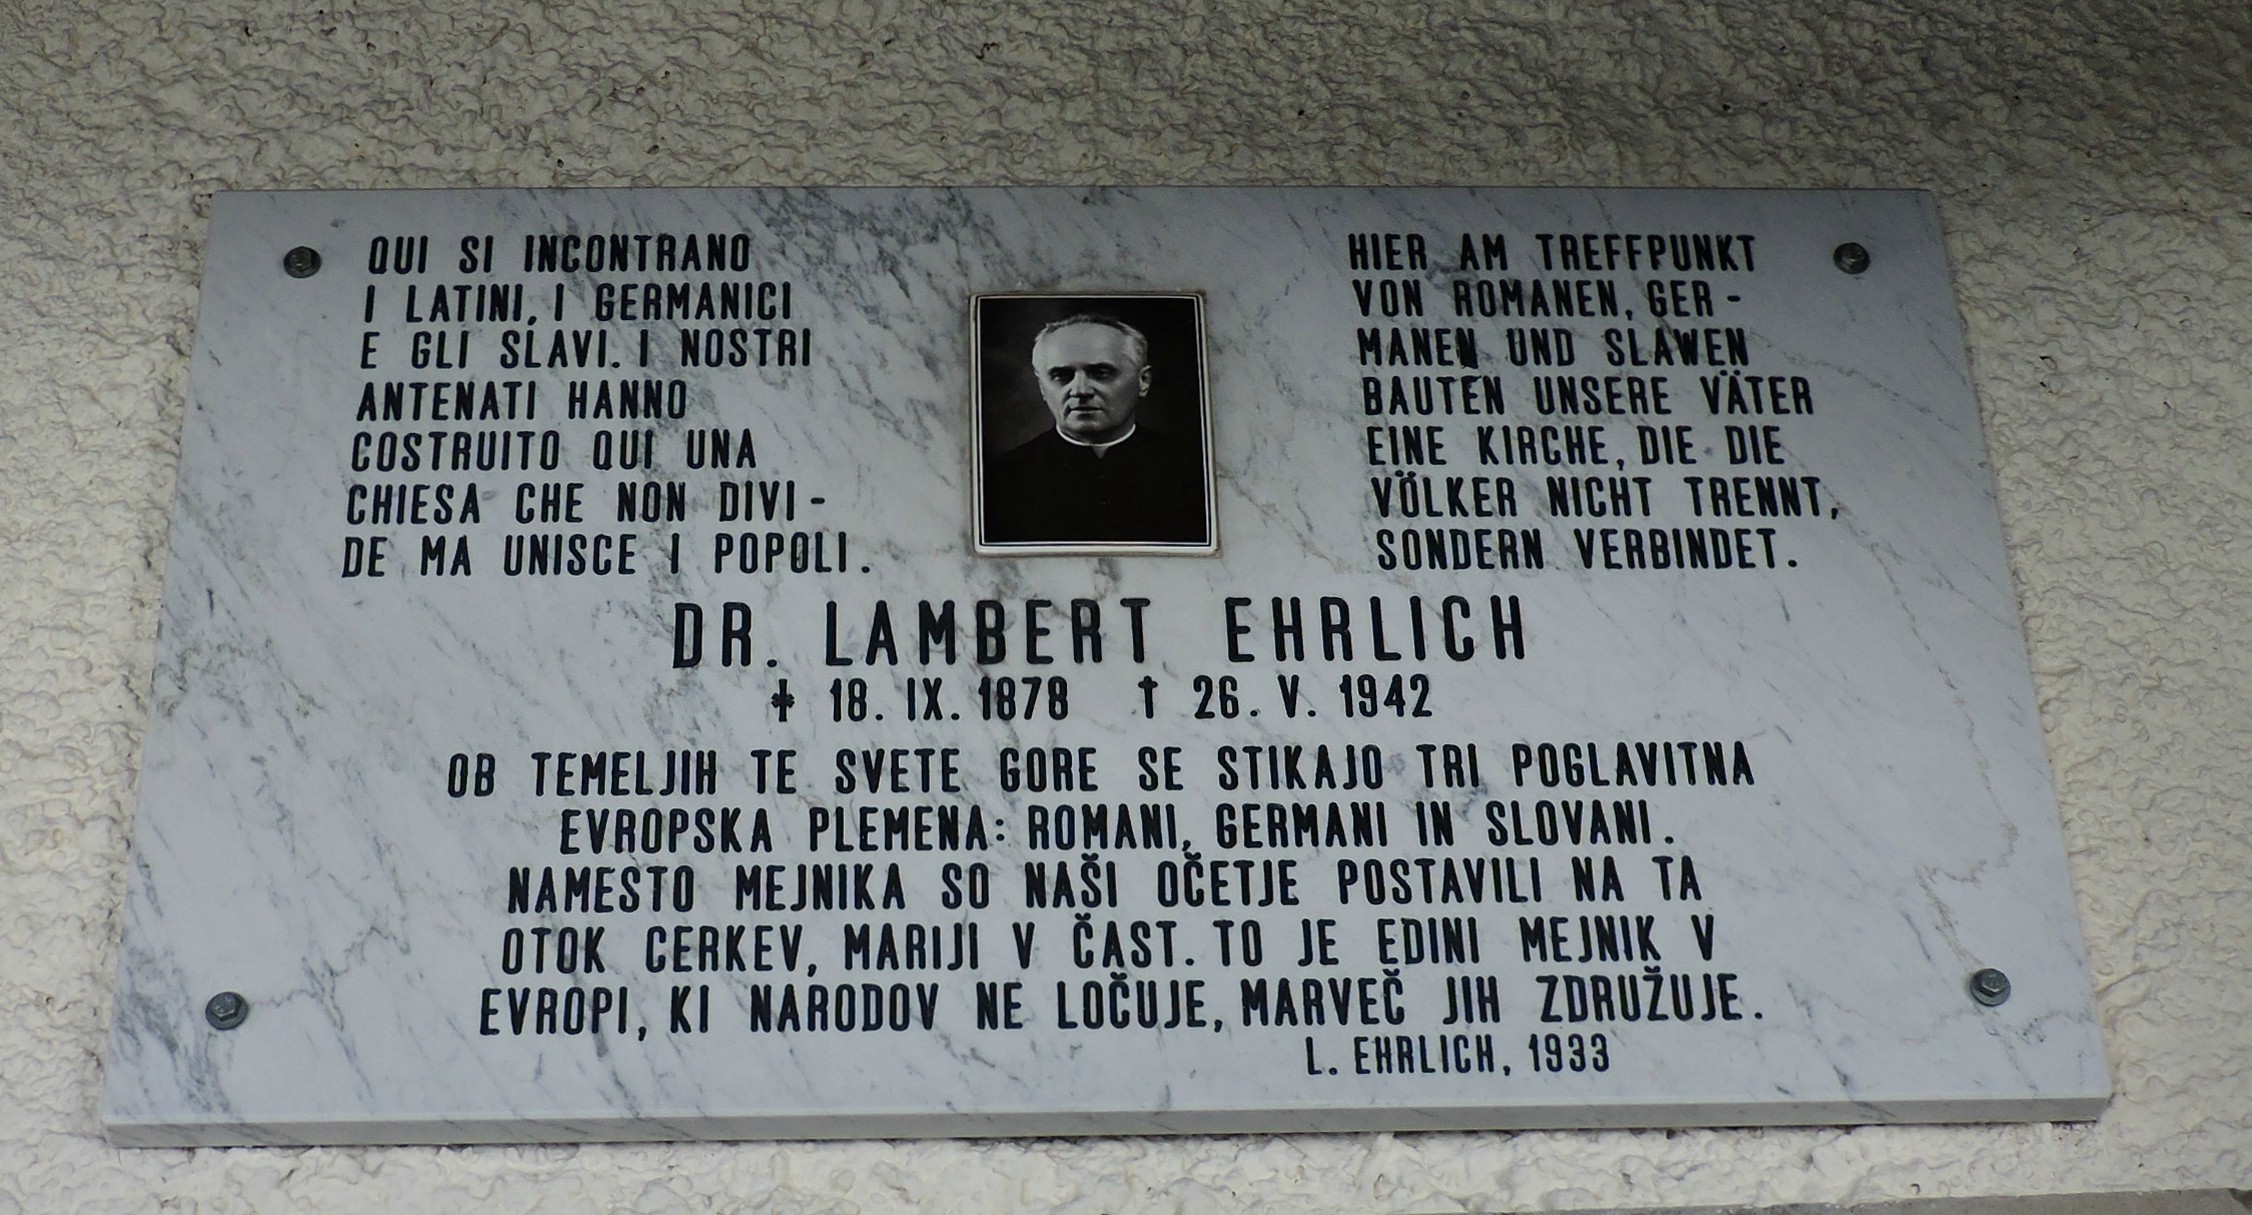 QUI SI INCONTRANO
I LATINI, I GERMANICI
E GLI SLAVI. I NOSTRI
ANTENATI HANNO
COSTRUITO QUI UNA
CHIESA CHE NON DIVI-
DE MA UNISCE I POPOLI.
HIER AM TREFFPUNKT
VON ROMANEN, GER-
MANEN UND SLAWEN
BAUTEN UNSERE VÄTER
EINE KIRCHE, DIE DIE
VÖLKER NICHT TRENNT,
SONDERN VERBINDET.
DR. LAMBERT EHRLICH
⚹ 18. IX. 1878 † 26. V. 1942
OB TEMELJIH TE SVETE GORE SE STIKAJO TRI POGLAVITNA
EVROPSKA PLEMENA: ROMANI, GERMANI IN SLOVANI.
NAMESTO MEJNIKA SO NAŠI OČETJE POSTAVILI NA TA
OTOK CERKEV, MARIJI V ČAST. TO JE EDINI MEJNIK V
EVROPI, KI NARODOV NE LOČUJE, MARVEČ JIH ZDRUŽUJE.
L. EHRLICH, 1933